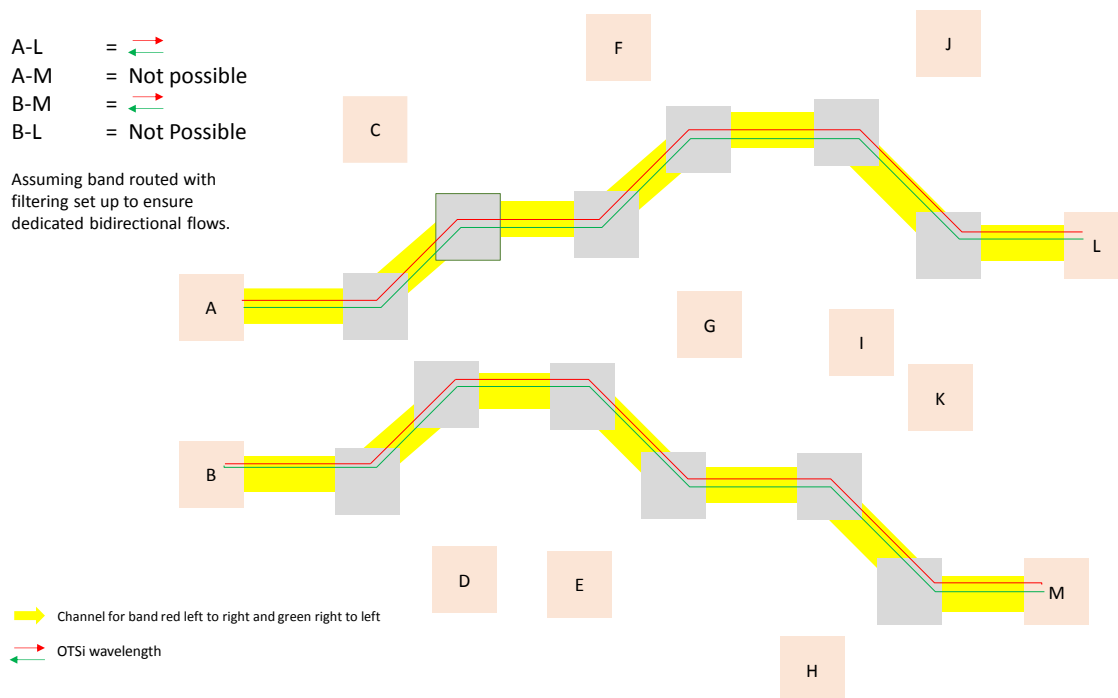 A-L =
A-M = Not possible
B-M =
B-L = Not Possible
Assuming band routed with
filtering set up to ensure
dedicated bidirectional flows.
F
J
C
L
A
G
I
K
B
D
E
M
H
Channel for band red left to right and green right to left
OTSi wavelength